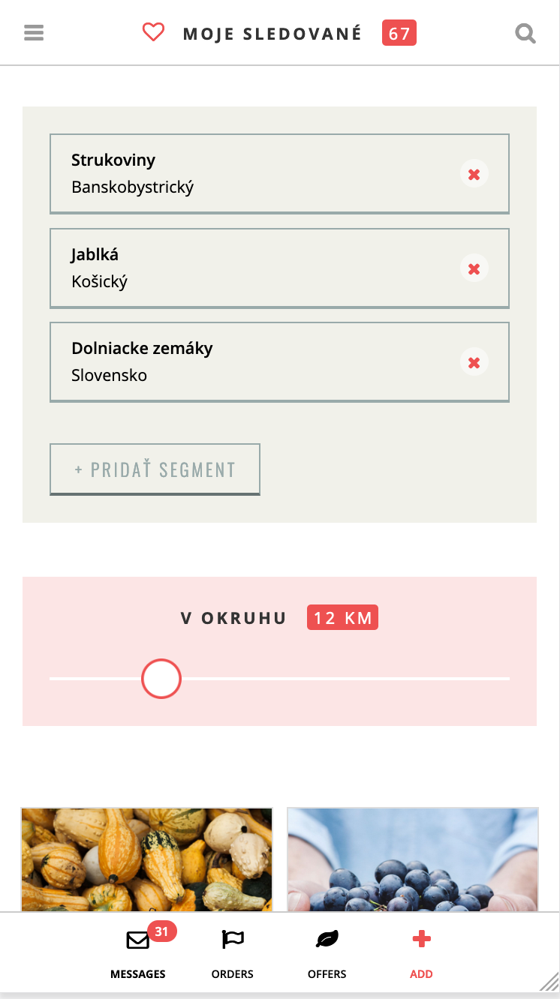 MOJE SLEDOVANÉ 67
Strukoviny
Banskobystrický
Jablká
Košický
Dolniacke zemáky
Slovensko
+ PRIDAŤ SEGMENT
V OKRUHU 12 KM
31
MESSAGES ORDERS OFFERS ADD